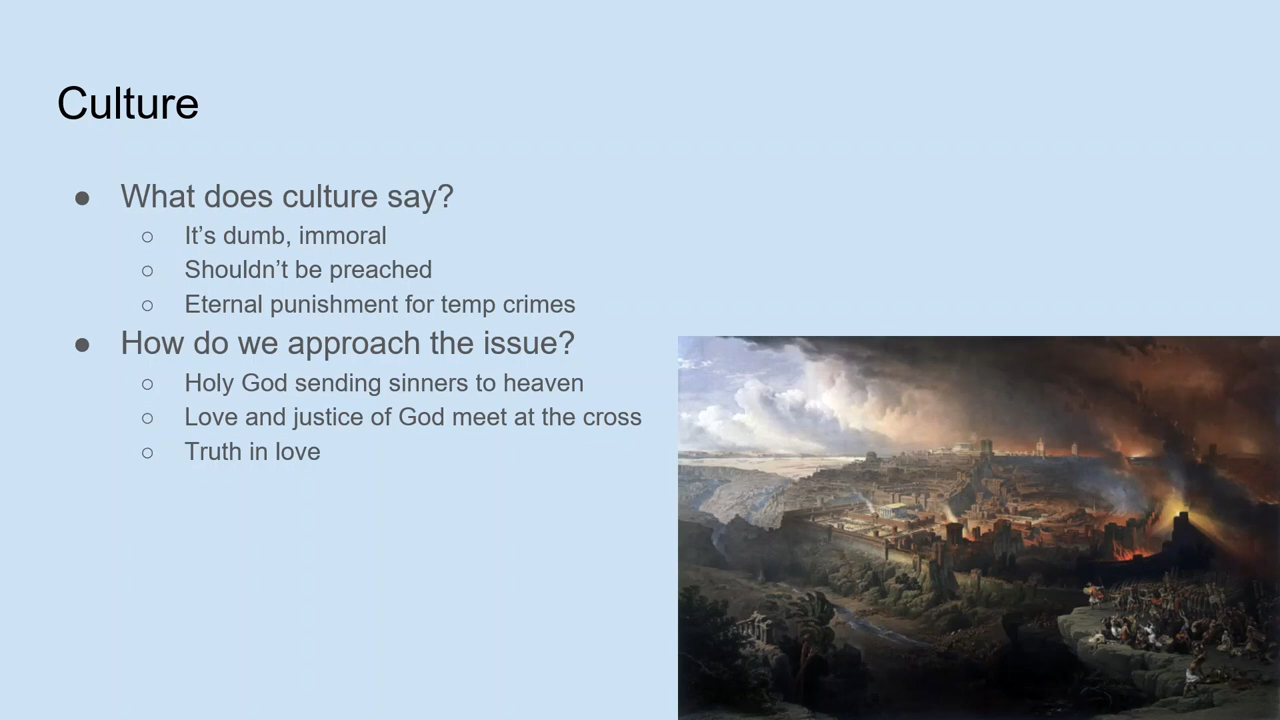 Culture
● What does culture say?
○ It’s dumb, immoral
○ Shouldn’t be preached
○ Eternal punishment for temp crimes
● How do we approach the issue?
○ Holy God sending sinners to heaven
○ Love and justice of God meet at the cross
○ Truth in love